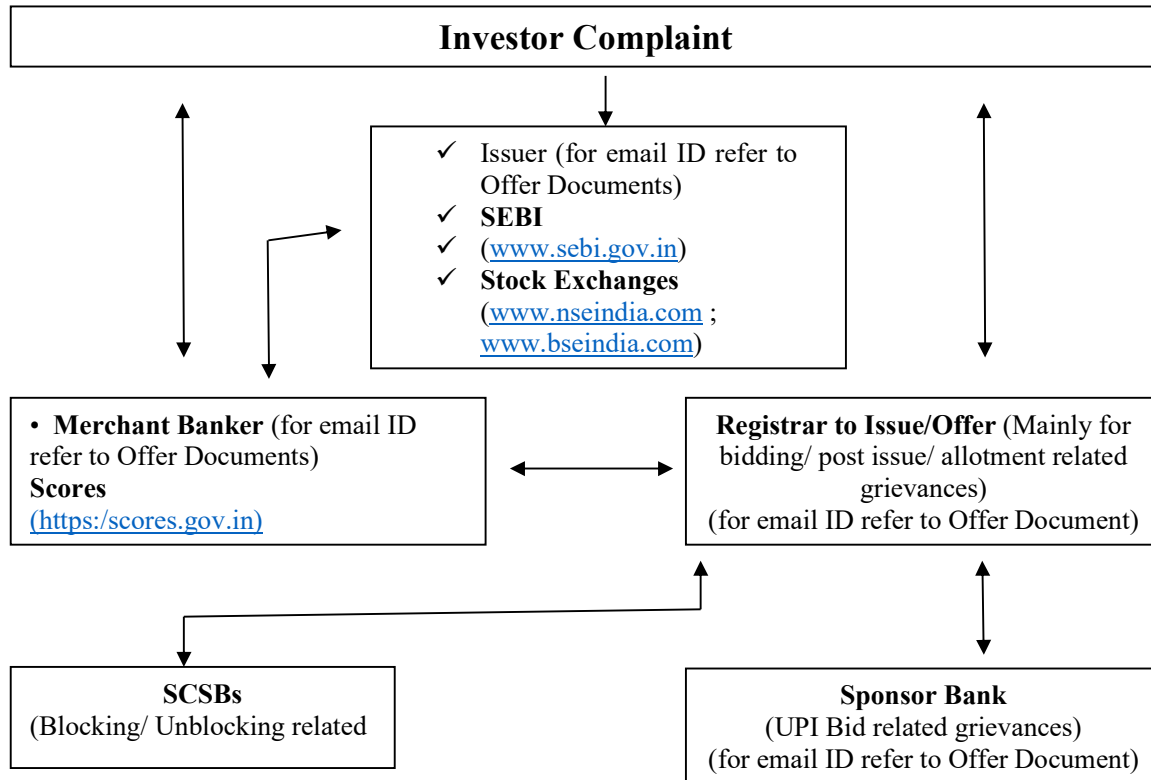 Investor Complaint
✓ Issuer (for email ID refer to
Offer Documents)
✓ SEBI
✓ (www.sebi.gov.in)
✓ Stock Exchanges
(www.nseindia.com ;
www.bseindia.com)
• Merchant Banker (for email ID
refer to Offer Documents)
Scores
(https:/scores.gov.in)
Registrar to Issue/Offer (Mainly for
bidding/ post issue/ allotment related
grievances)
(for email ID refer to Offer Document)
SCSBs
(Blocking/ Unblocking related
Sponsor Bank
(UPI Bid related grievances)
(for email ID refer to Offer Document)